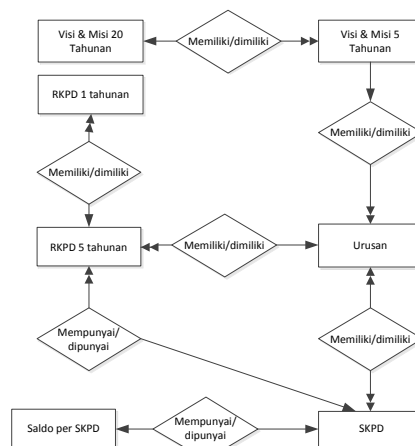 Visi & Misi 20
Tahunan
Memiliki/dimiliki
Visi & Misi 5
Tahunan
RKPD 1 tahunan
Memiliki/dimiliki
Memiliki/dimiliki
RKPD 5 tahunan
Memiliki/dimiliki
Urusan
Mempunyai/
dipunyai
Memiliki/dimiliki
Saldo per SKPD
Mempunyai/
dipunyai
SKPD